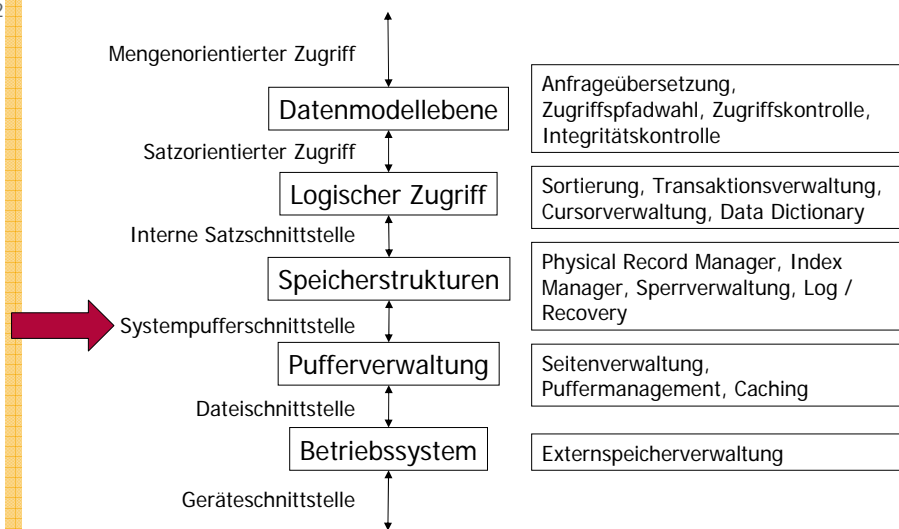 2
Mengenorientierter Zugriff
Datenmodellebene
Anfrageübersetzung,
Zugriffspfadwahl, Zugriffskontrolle,
Integritätskontrolle
Satzorientierter Zugriff
Logischer Zugriff
Sortierung, Transaktionsverwaltung,
Cursorverwaltung, Data Dictionary
Interne Satzschnittstelle
Speicherstrukturen
Physical Record Manager, Index
Manager, Sperrverwaltung, Log /
Recovery
Systempufferschnittstelle
Pufferverwaltung
Seitenverwaltung,
Puffermanagement, Caching
Dateischnittstelle
Betriebssystem
Externspeicherverwaltung
Geräteschnittstelle